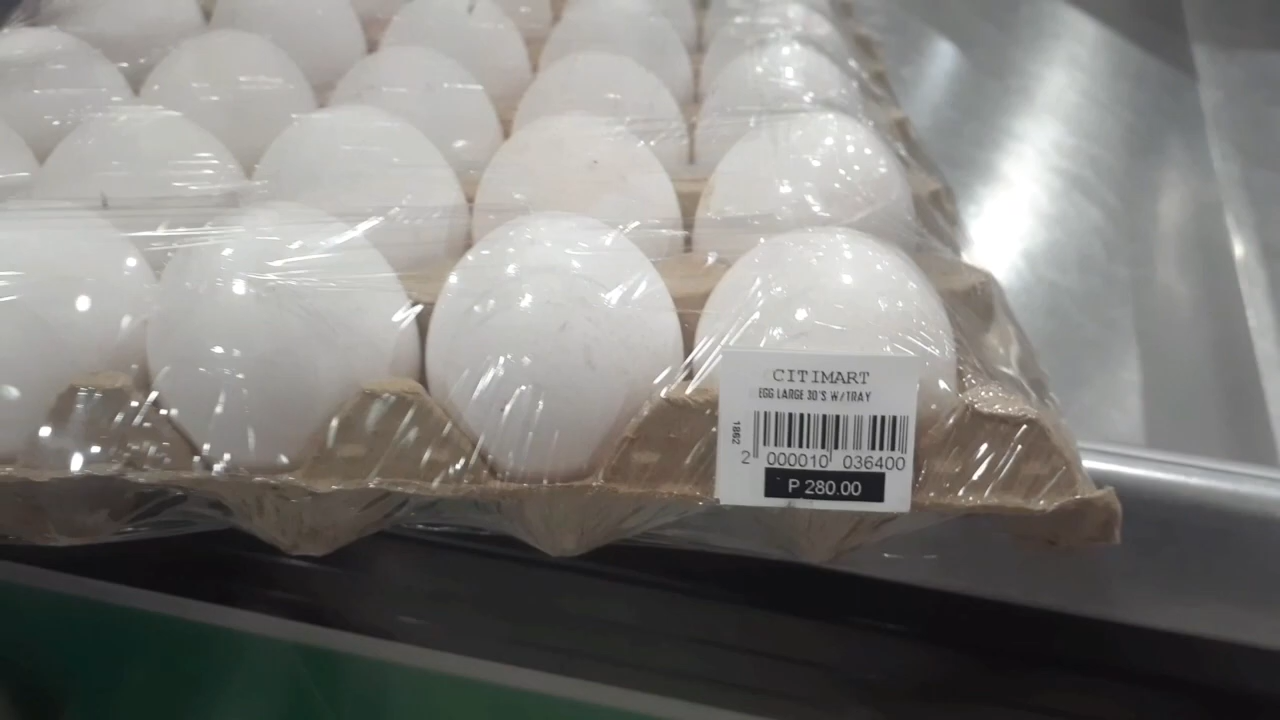 CITIMART
EGG LARGE 30'S W/TRAY
1862
2 000010 036400
P 280.00